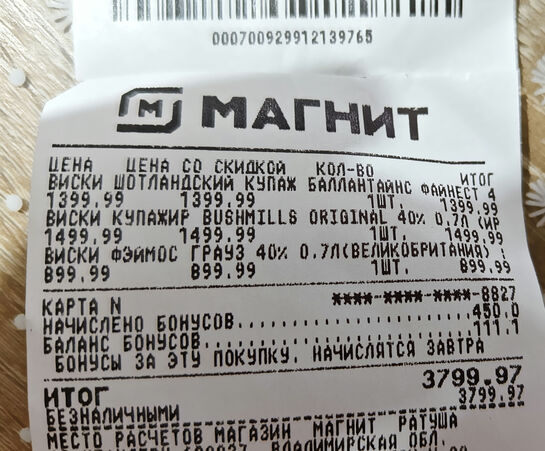 000700929912139765
МАГНИТ
ЦЕНА ЦЕНА СО СКИДКОЙ КОЛ-ВО ИТОГ
ВИСКИ ШОТЛАНДСКИЙ КУПАЖ БАЛЛАНТАЙНС ФАЙНЕСТ 4
1399.99 1399.99 1ШТ. 1399.99
ВИСКИ КУПАЖИР BUSHMILLS ORIGINAL 40% 0.7Л(ИР
1499.99 1499.99 1ШТ. 1499.99
ВИСКИ ФЭЙМОС ГРАУЗ 40% 0.7Л(ВЕЛИКОБРИТАНИЯ) :
899.99 899.99 1ШТ. 899.99
КАРТА N ****-****-****-8827
НАЧИСЛЕНО БОНУСОВ....................450.0
БАЛАНС БОНУСОВ.......................111.1
БОНУСЫ ЗА ЭТУ ПОКУПКУ, НАЧИСЛЯТСЯ ЗАВТРА
ИТОГ 3799.97
БЕЗНАЛИЧНЫМИ 3799.97
МЕСТО РАСЧЕТОВ МАГАЗИН МАГНИТ РАТУША
ВЛАДИМИРСКАЯ ОБЛ.